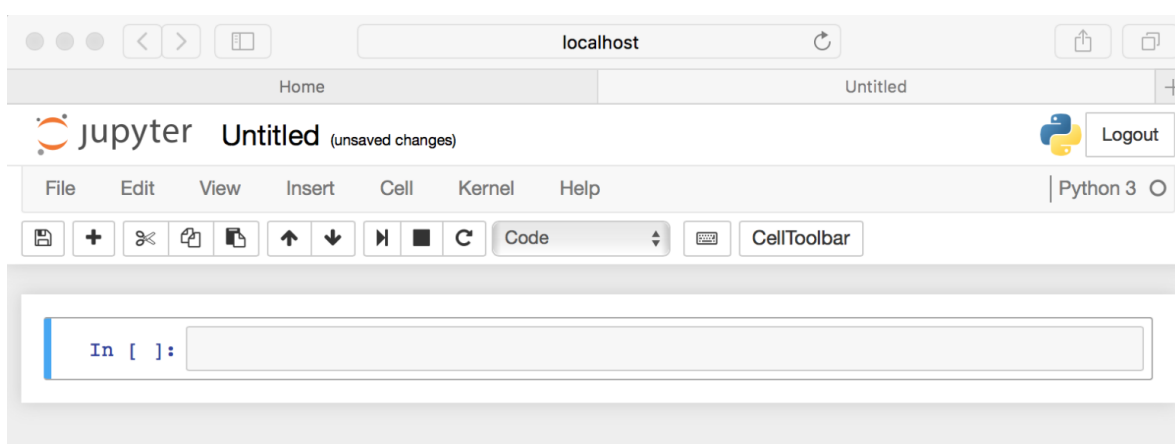 localhost
Home Untitled
jupyter Untitled (unsaved changes) Logout
File Edit View Insert Cell Kernel Help Python 3
Code CellToolbar
In [ ]: